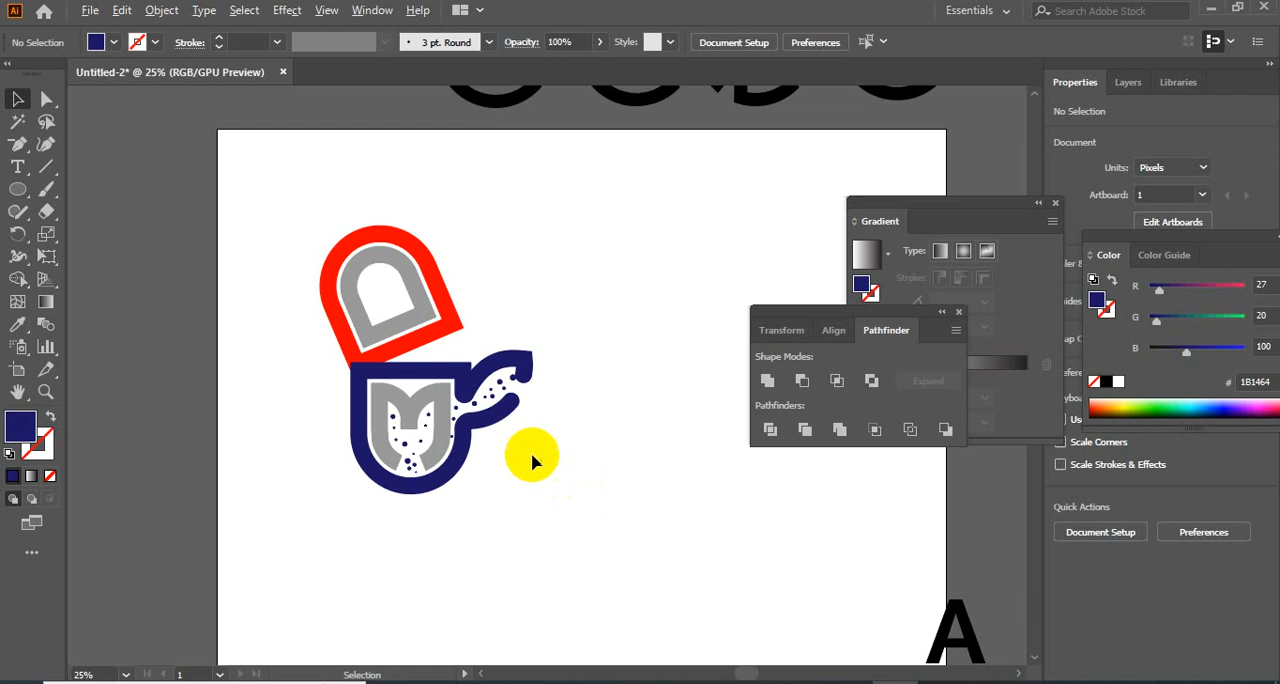 Ai File Edit Object Type Select Effect View Window Help Essentials Search Adobe Stock
No Selection Stroke: 3 pt. Round Opacity: 100% Style: Document Setup Preferences
Untitled-2* @ 25% (RGB/GPU Preview)
Properties Layers Libraries
No Selection
Document
Units: Pixels
Artboard: 1
Edit Artboards
Gradient
Type:
Stroke:
Color Color Guide
R 27
G 20
B 100
# 1B1464
Transform Align Pathfinder
Shape Modes:
Expand
Pathfinders:
Scale Corners
Scale Strokes & Effects
Quick Actions
Document Setup Preferences
D
M
A
25% 1 Selection